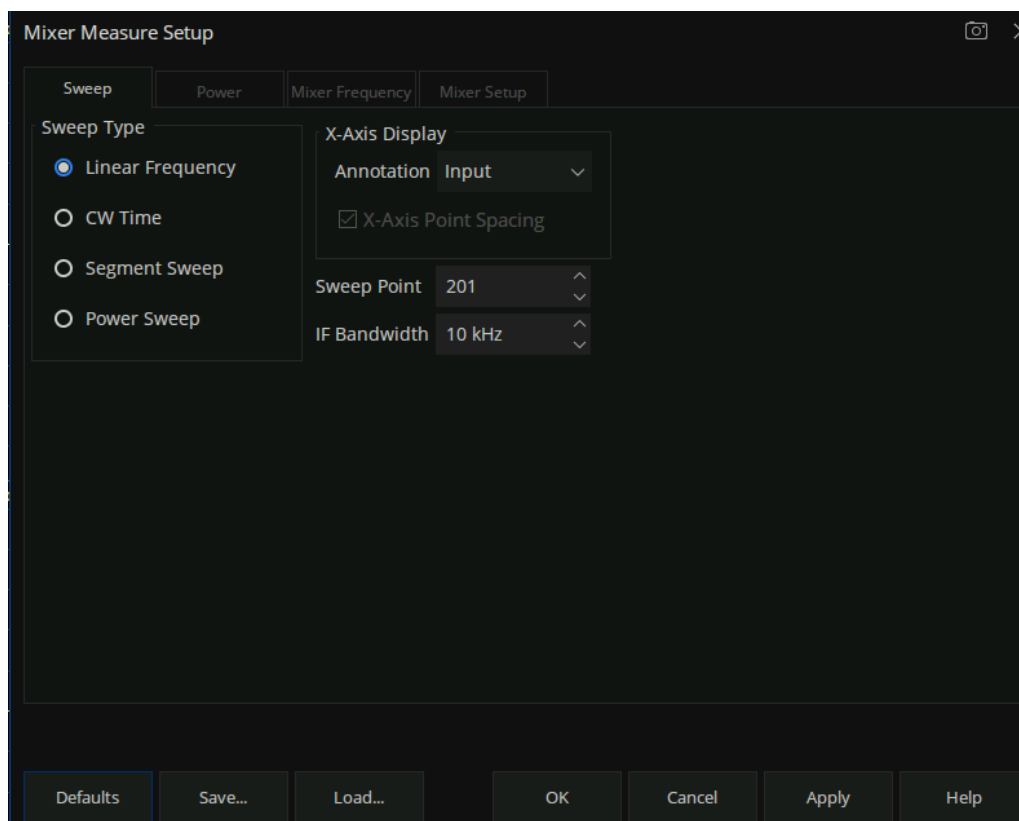 Mixer Measure Setup
Sweep
Power
Mixer Frequency
Mixer Setup
Sweep Type
Linear Frequency
CW Time
Segment Sweep
Power Sweep
X-Axis Display
Annotation Input
X-Axis Point Spacing
Sweep Point 201
IF Bandwidth 10 kHz
Defaults
Save...
Load...
OK
Cancel
Apply
Help